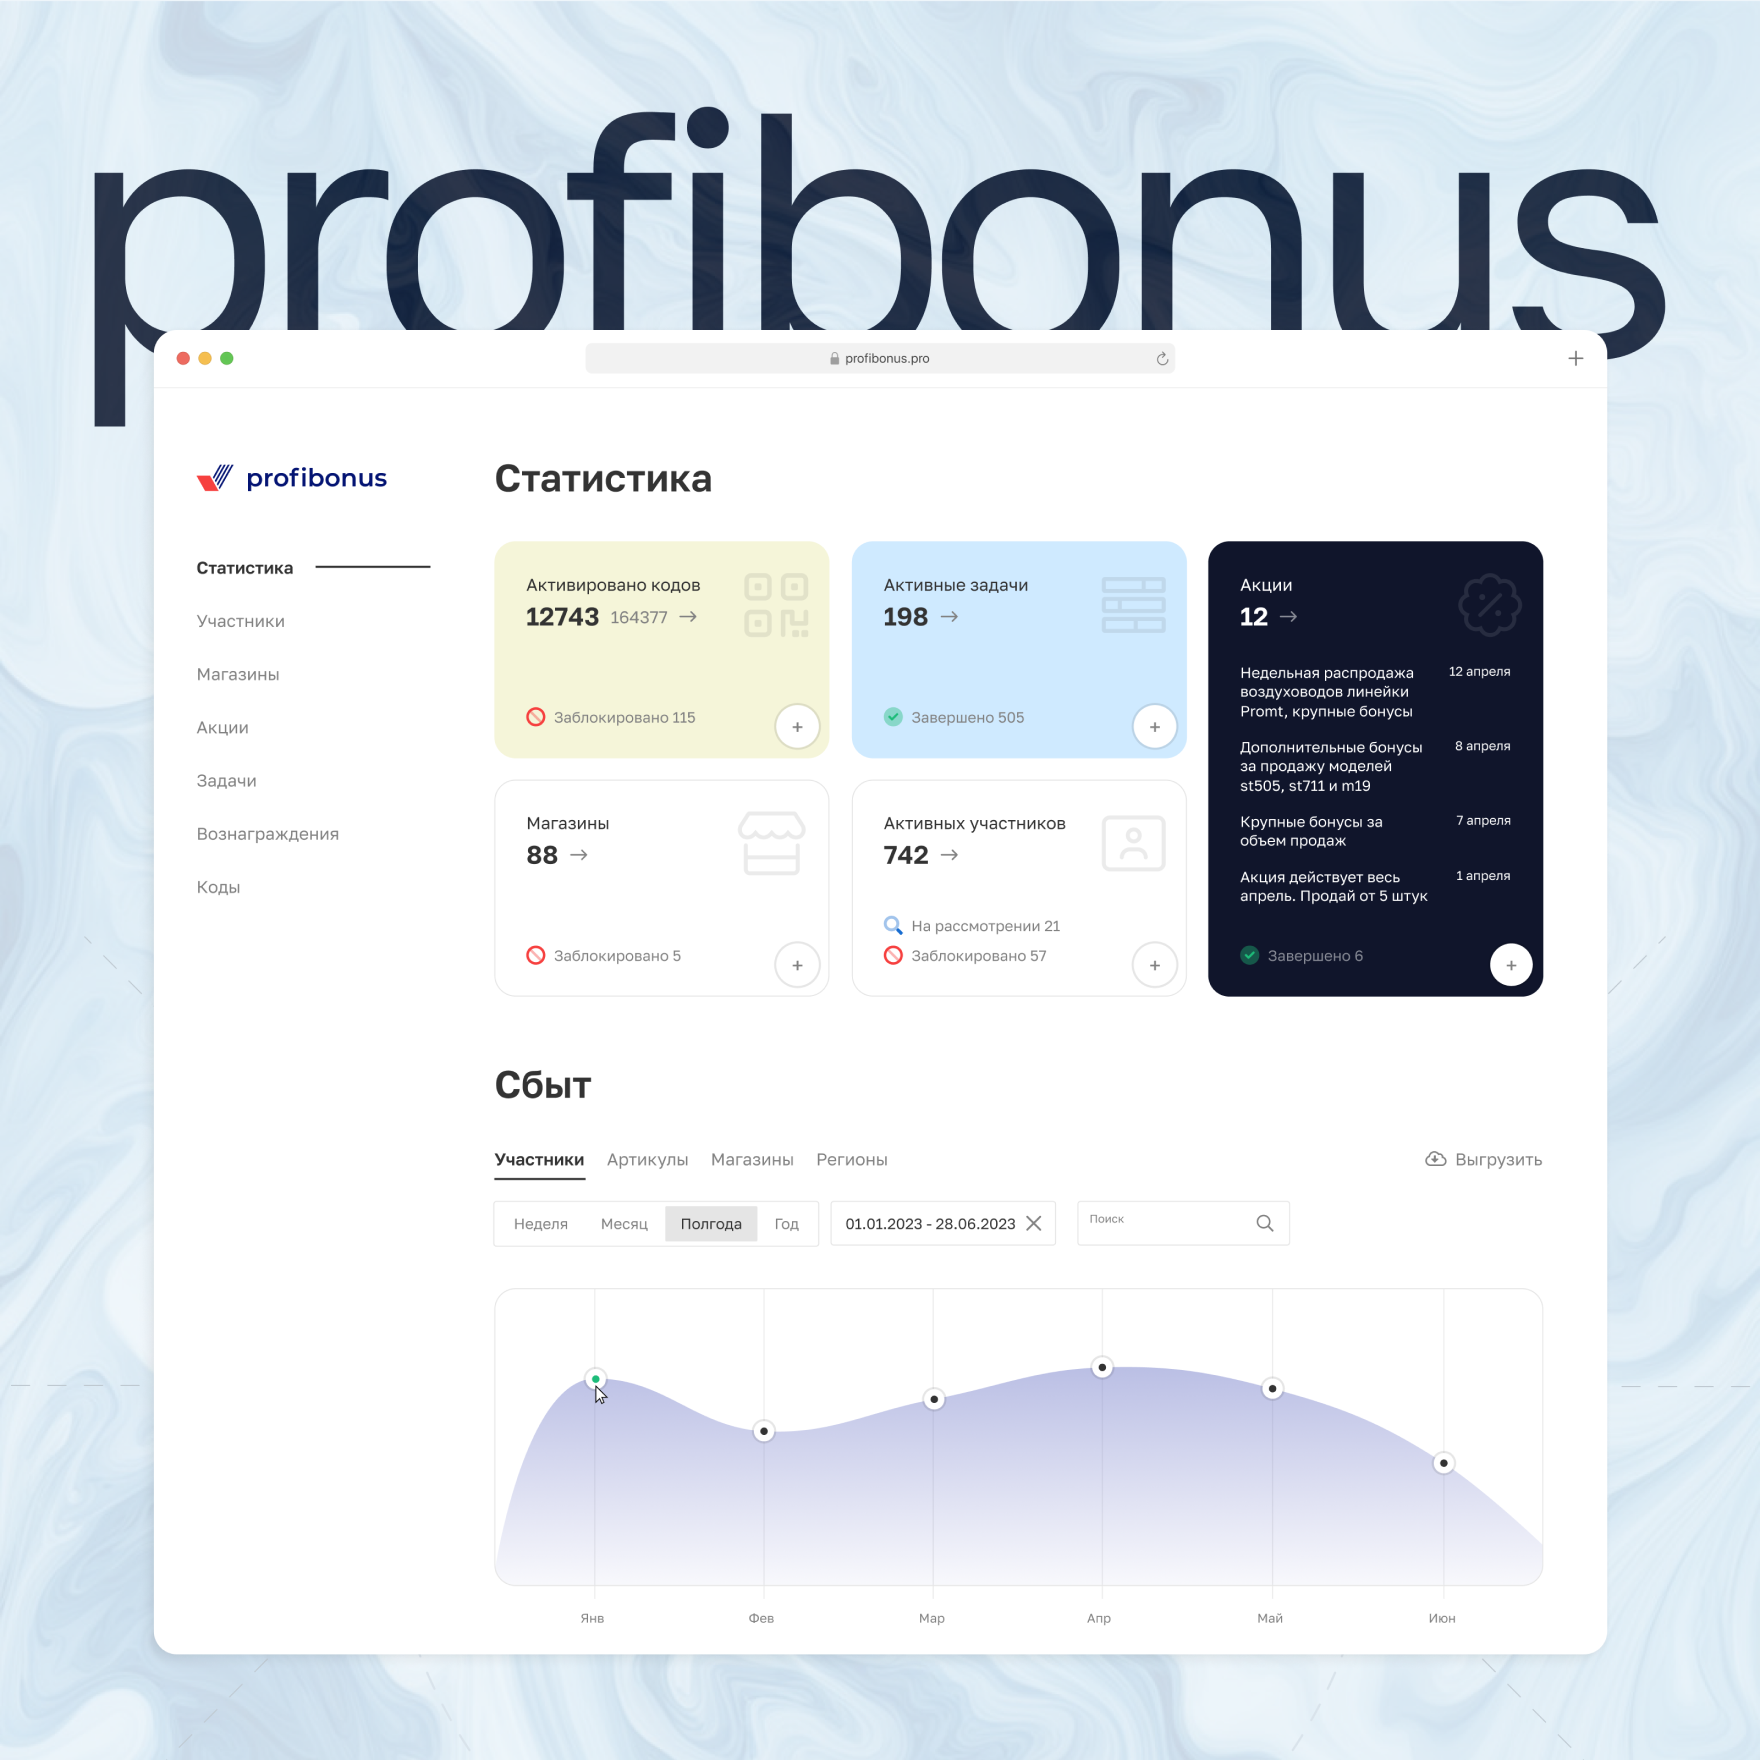 profibonus
profibonus.pro
profibonus
Статистика
Участники
Магазины
Акции
Задачи
Вознаграждения
Коды
Статистика
Активировано кодов
12743 164377
Заблокировано 115
Активные задачи
198
Завершено 505
Магазины
88
Заблокировано 5
Активных участников
742
На рассмотрении 21
Заблокировано 57
Акции
12
Недельная распродажа 12 апреля
воздуховодов линейки
Promt, крупные бонусы
Дополнительные бонусы 8 апреля
за продажу моделей
st505, st711 и m19
Крупные бонусы за 7 апреля
объем продаж
Акция действует весь 1 апреля
апрель. Продай от 5 штук
Завершено 6
Сбыт
Участники Артикулы Магазины Регионы Выгрузить
Неделя Месяц Полгода Год 01.01.2023 - 28.06.2023 Поиск
Янв Фев Мар Апр Май Июн